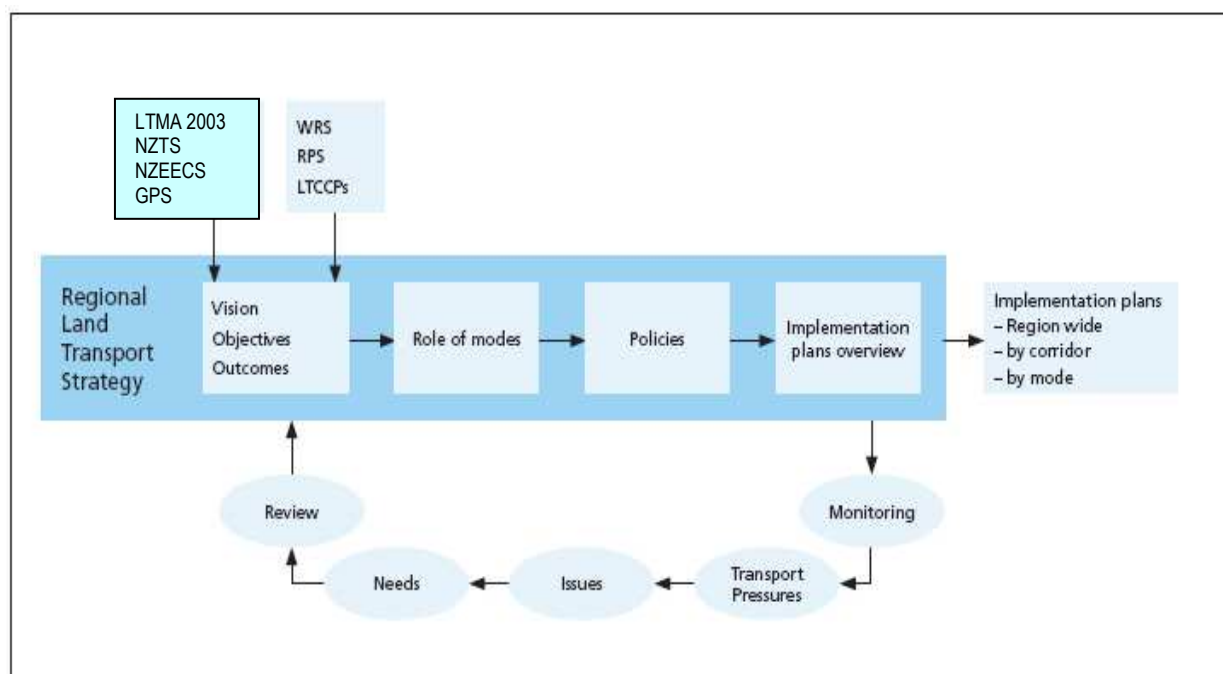 LTMA 2003
NZTS
NZEECS
GPS
WRS
RPS
LTCCPs
Regional
Land
Transport
Strategy
Vision
Objectives
Outcomes
Role of modes
Policies
Implementation
plans overview
Implementation plans
– Region wide
– by corridor
– by mode
Review
Monitoring
Needs
Issues
Transport
Pressures